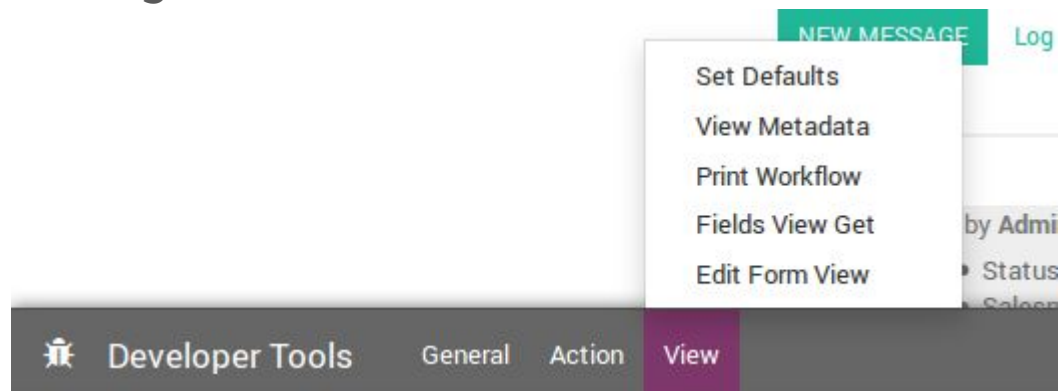 NEW MESSAGE Log
Set Defaults
View Metadata
Print Workflow
Fields View Get
by
Edit Form View
Status
Developer Tools General Action View